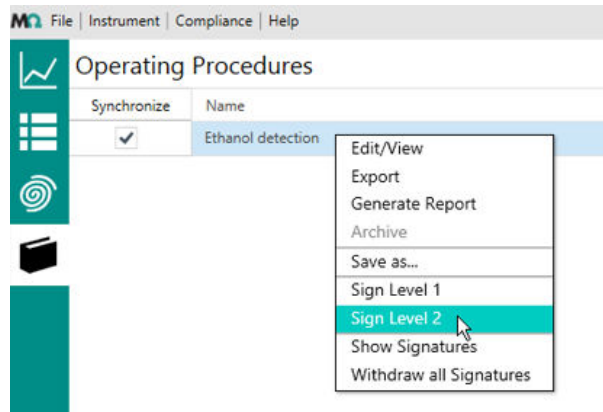 MΩ File | Instrument | Compliance | Help
Operating Procedures
Synchronize Name
Ethanol detection
Edit/View
Export
Generate Report
Archive
Save as...
Sign Level 1
Sign Level 2
Show Signatures
Withdraw all Signatures